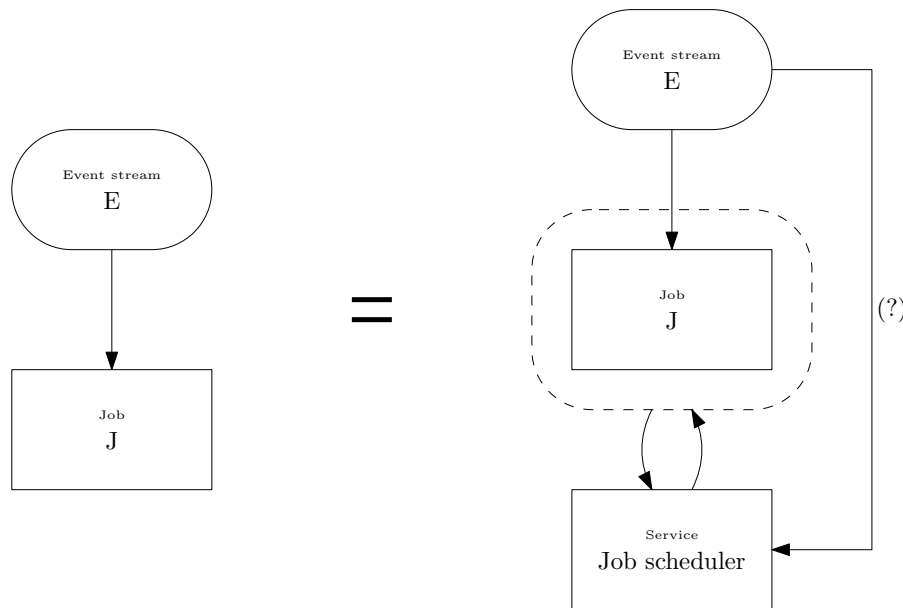 Event stream
E
Job
J
=
Event stream
E
Job
J
(?)
Service
Job scheduler